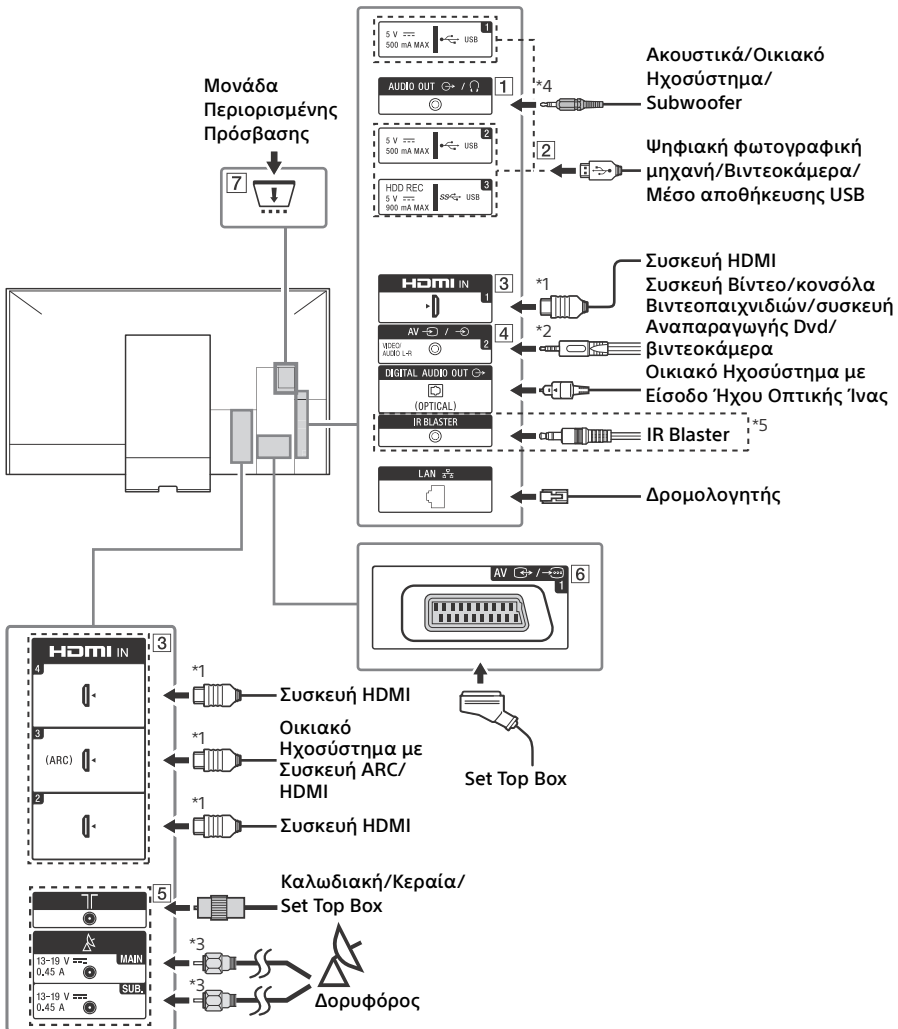 5 V
500 mA MAX
USB
1
AUDIO OUT /
1
*4
Ακουστικά/Οικιακό
Ηχοσύστημα/
Subwoofer
5 V
500 mA MAX
USB
2
2
Ψηφιακή φωτογραφική
μηχανή/Βιντεοκάμερα/
Μέσο αποθήκευσης USB
HDD REC
5 V
900 mA MAX
SS
USB
3
Μονάδα
Περιορισμένης
Πρόσβασης
7
HDMI IN
1
3
*1
Συσκευή HDMI
AV /
VIDEO/
AUDIO L-R
2
4
*2
Συσκευή Βίντεο/κονσόλα
Βιντεοπαιχνιδιών/συσκευή
Αναπαραγωγής Dvd/
βιντεοκάμερα
DIGITAL AUDIO OUT
(OPTICAL)
Οικιακό Ηχοσύστημα με
Είσοδο Ήχου Οπτικής Ίνας
IR BLASTER
IR Blaster
*5
LAN
Δρομολογητής
AV /
1
6
Set Top Box
HDMI IN
3
4
*1
Συσκευή HDMI
3
(ARC)
*1
Οικιακό
Ηχοσύστημα με
Συσκευή ARC/
HDMI
2
*1
Συσκευή HDMI
5
Καλωδιακή/Κεραία/
Set Top Box
13-19 V
0.45 A
MAIN
*3
13-19 V
0.45 A
SUB.
*3
Δορυφόρος